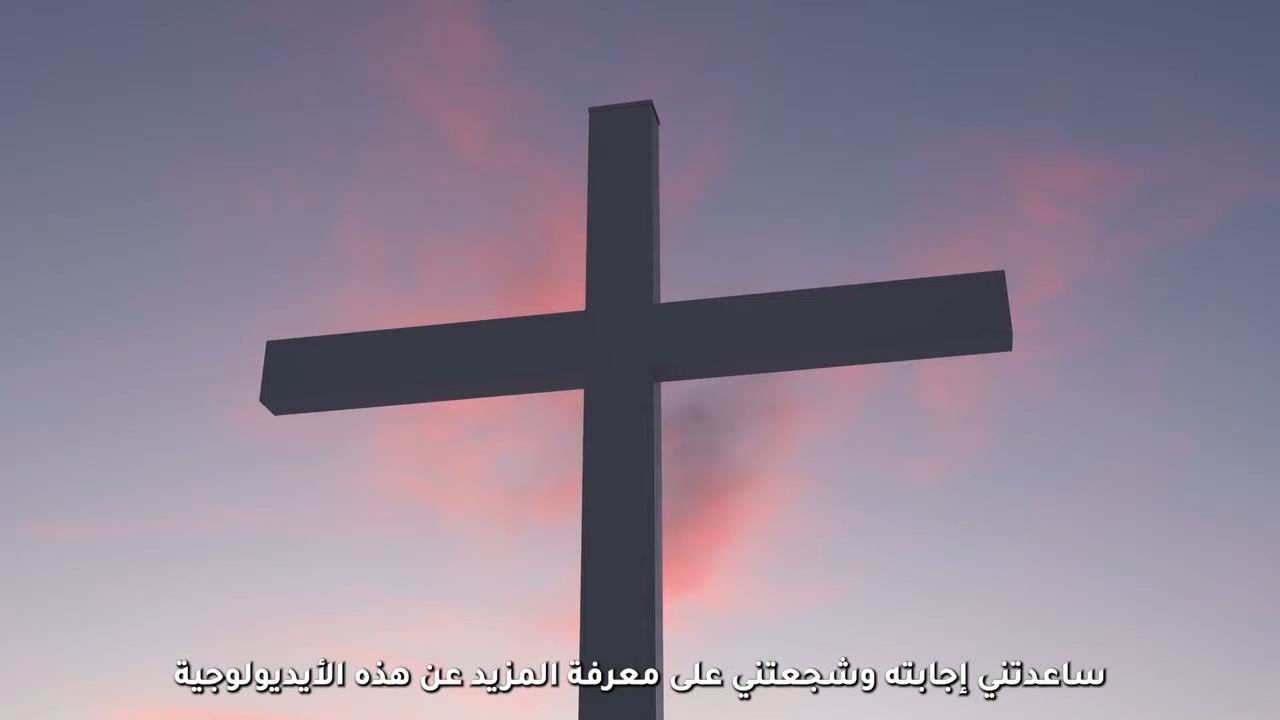 ساعدتني إجابته وشجعتني على معرفة المزيد عن هذه الأيديولوجية